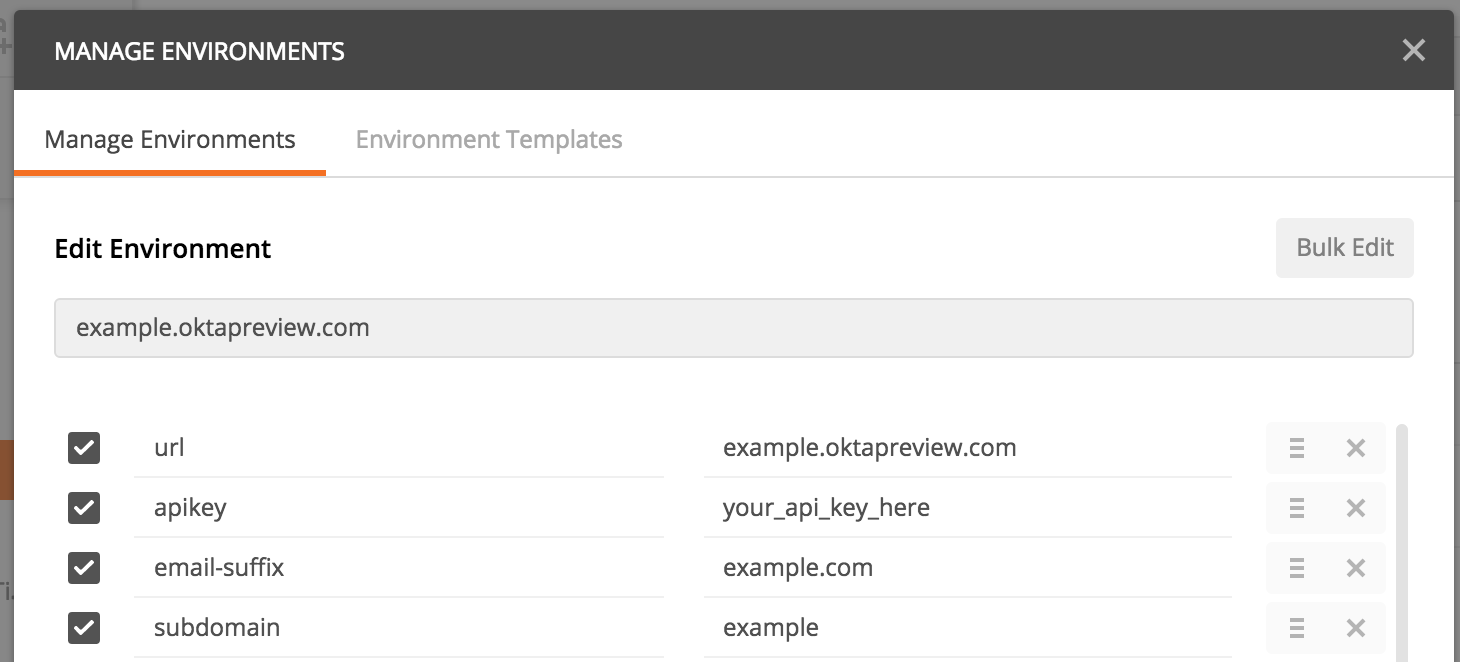 MANAGE ENVIRONMENTS
Manage Environments Environment Templates
Edit Environment Bulk Edit
example.oktapreview.com
url example.oktapreview.com
apikey your_api_key_here
email-suffix example.com
subdomain example